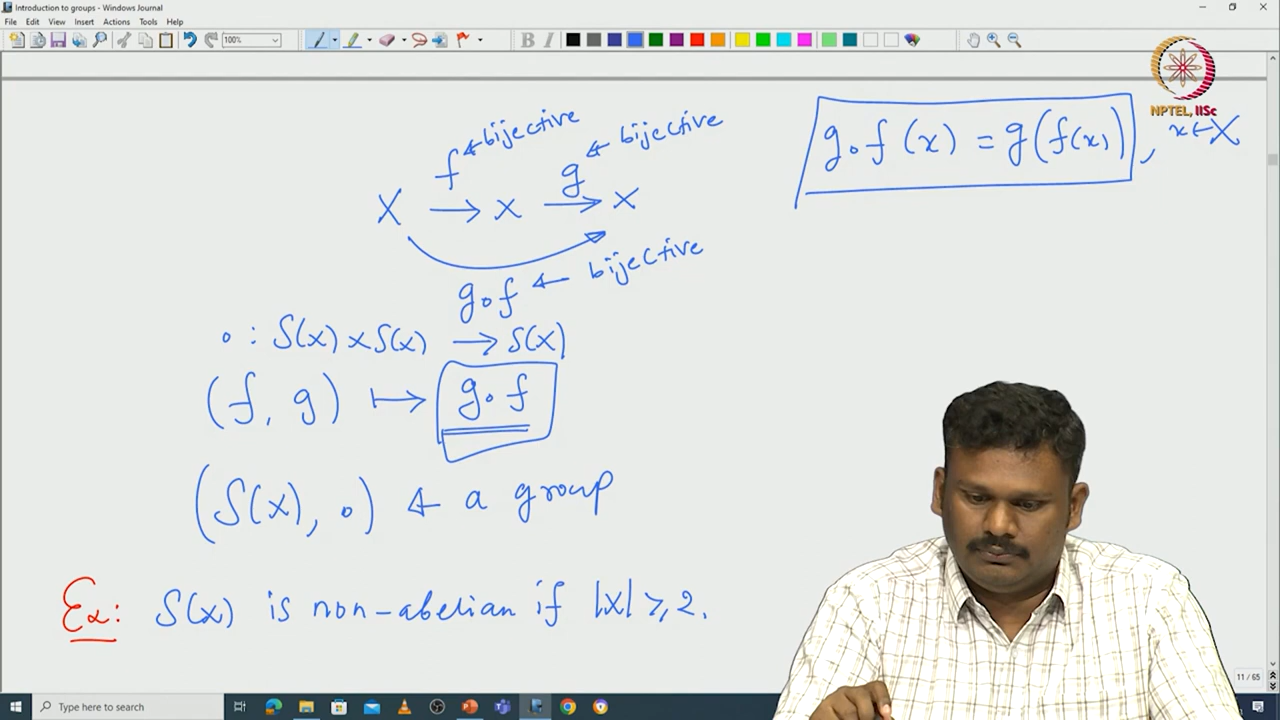 Introduction to groups - Windows Journal
File Edit View Insert Actions Tools Help
100%
B I
NPTEL, IISc
f ← bijective
g ← bijective
g∘f (x) = g(f(x)), x ∈ X
X → X → X
g∘f ← bijective
∘ : S(X) × S(X) → S(X)
(f, g) ↦ g∘f
(S(X), ∘) ← a group
Ex: S(X) is non-abelian if |X| ≥ 2.
11 / 65
Type here to search